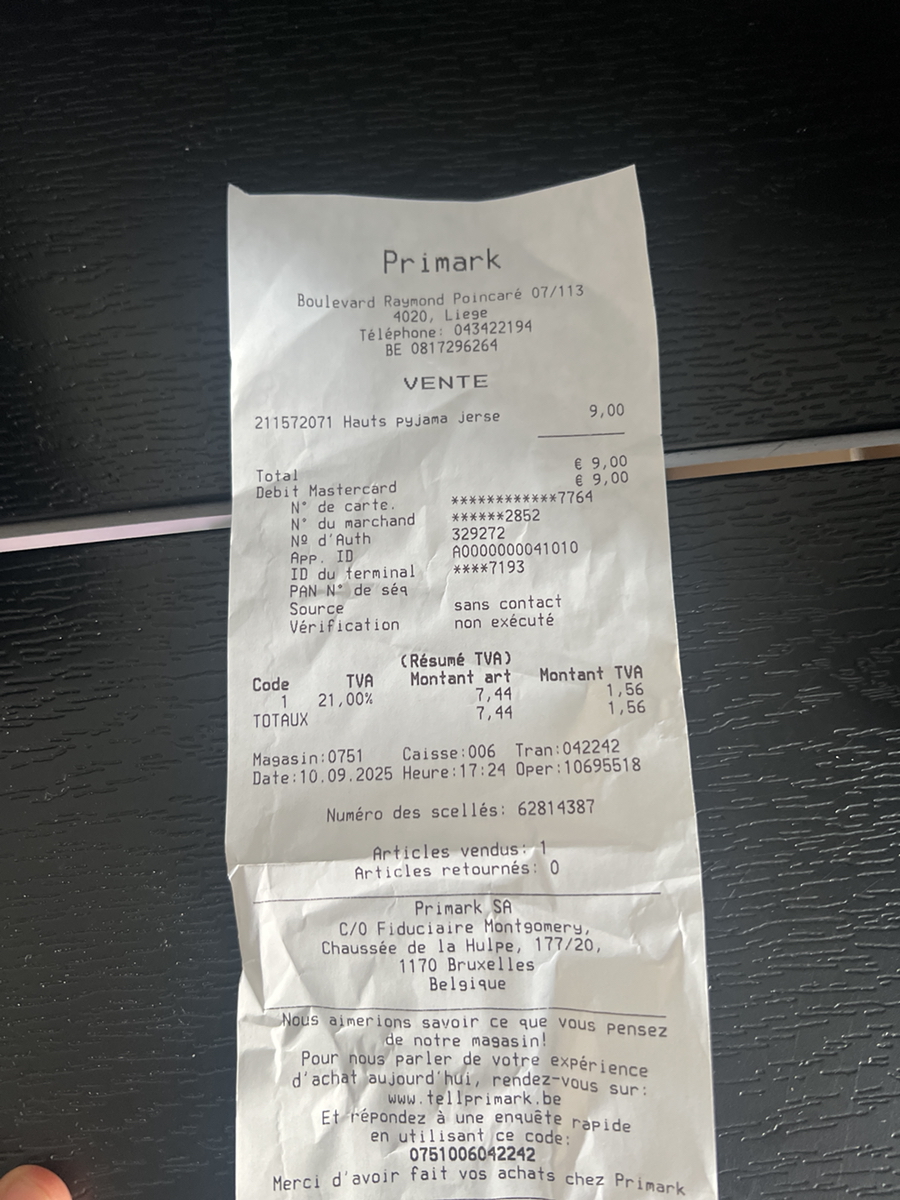 Primark
Boulevard Raymond Poincaré 07/113
4020, Liege
Téléphone: 043422194
BE 0817296264
VENTE
211572071 Hauts pyjama jerse 9,00
Total € 9,00
Debit Mastercard € 9,00
N° de carte. ************7764
N° du marchand ******2852
Nº d'Auth 329272
App. ID A0000000041010
ID du terminal ****7193
PAN N° de séq
Source sans contact
Vérification non exécuté
(Résumé TVA)
Code TVA Montant art Montant TVA
1 21,00% 7,44 1,56
TOTAUX 7,44 1,56
Magasin:0751 Caisse:006 Tran:042242
Date:10.09.2025 Heure:17:24 Oper:10695518
Numéro des scellés: 62814387
Articles vendus: 1
Articles retournés: 0
Primark SA
C/O Fiduciaire Montgomery,
Chaussée de la Hulpe, 177/20,
1170 Bruxelles
Belgique
Nous aimerions savoir ce que vous pensez
de notre magasin!
Pour nous parler de votre expérience
d'achat aujourd'hui, rendez-vous sur:
www.tellprimark.be
Et répondez à une enquête rapide
en utilisant ce code:
0751006042242
Merci d'avoir fait vos achats chez Primark